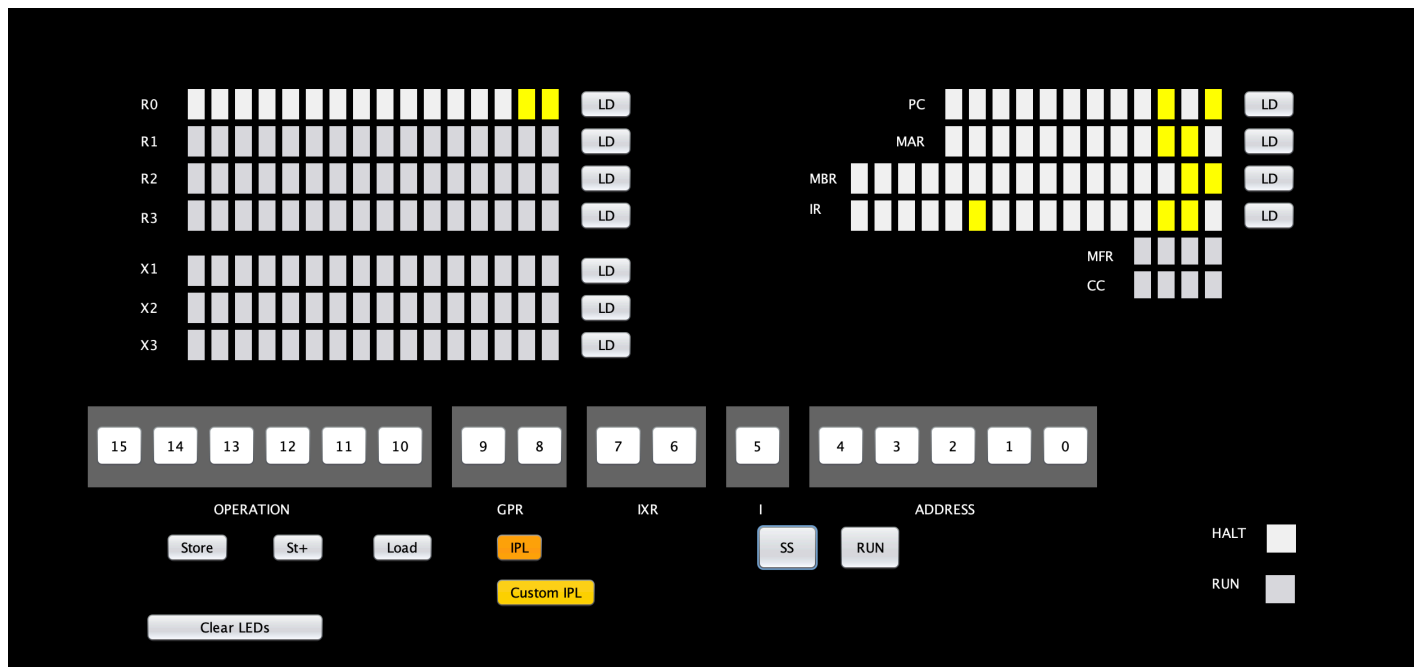 R0 LD PC LD
R1 LD MAR LD
R2 LD MBR LD
R3 LD IR LD
MFR
X1 LD CC
X2 LD
X3 LD
15 14 13 12 11 10 9 8 7 6 5 4 3 2 1 0
OPERATION GPR IXR I ADDRESS
Store St+ Load IPL SS RUN HALT
Custom IPL RUN
Clear LEDs